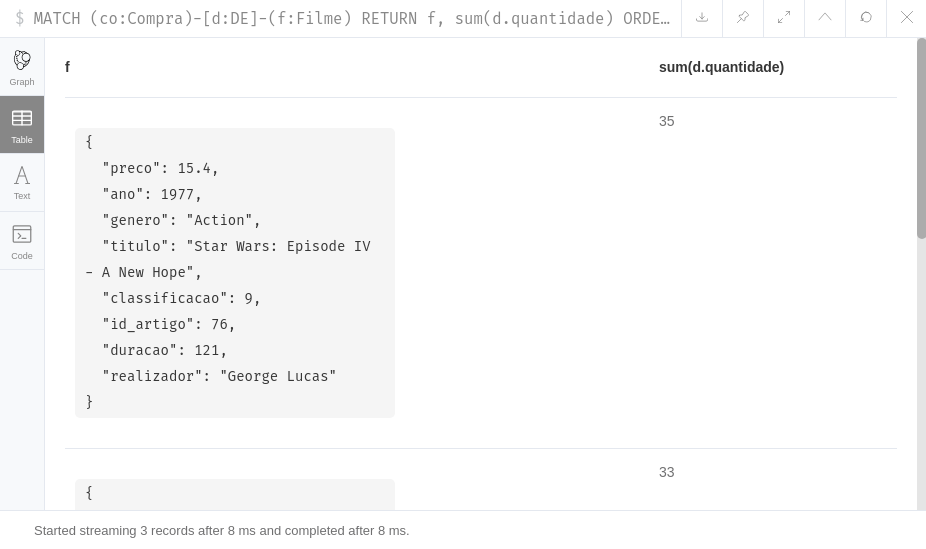 $ MATCH (co:Compra)-[d:DE]-(f:Filme) RETURN f, sum(d.quantidade) ORDE…
Graph
Table
Text
Code
f sum(d.quantidade)
35
{
"preco": 15.4,
"ano": 1977,
"genero": "Action",
"titulo": "Star Wars: Episode IV
- A New Hope",
"classificacao": 9,
"id_artigo": 76,
"duracao": 121,
"realizador": "George Lucas"
}
33
{
Started streaming 3 records after 8 ms and completed after 8 ms.